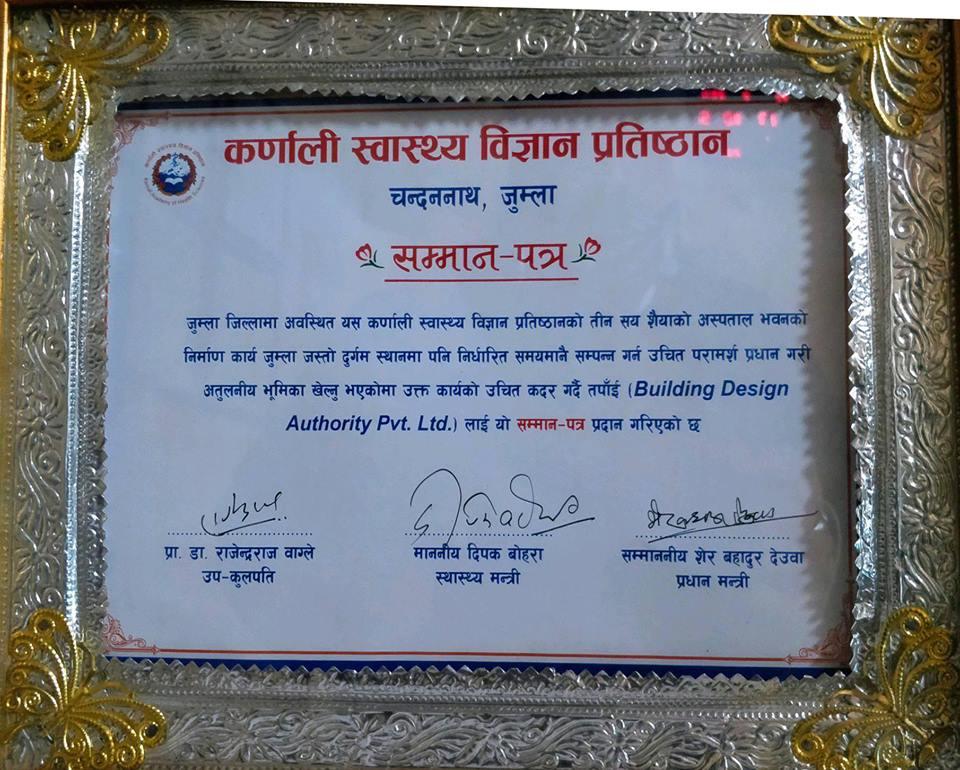 कर्णाली स्वास्थ्य विज्ञान प्रतिष्ठान
चन्दननाथ, जुम्ला
सम्मान-पत्र
जुम्ला जिल्लामा अवस्थित यस कर्णाली स्वास्थ्य विज्ञान प्रतिष्ठानको तीन सय शैयाको अस्पताल भवनको
निर्माण कार्य जुम्ला जस्तो दुर्गम स्थानमा पनि निर्धारित समयमानै सम्पन्न गर्न उचित परामर्श प्रधान गरी
अतुलनीय भूमिका खेल्नु भएकोमा उक्त कार्यको उचित कदर गर्दै तपाँई (Building Design
Authority Pvt. Ltd.) लाई यो सम्मान-पत्र प्रदान गरिएको छ
प्रा. डा. राजेन्द्रराज वाग्ले
उप-कुलपति
माननीय दिपक बोहरा
स्थास्थ्य मन्त्री
सम्माननीय शेर बहादुर देउवा
प्रधान मन्त्री